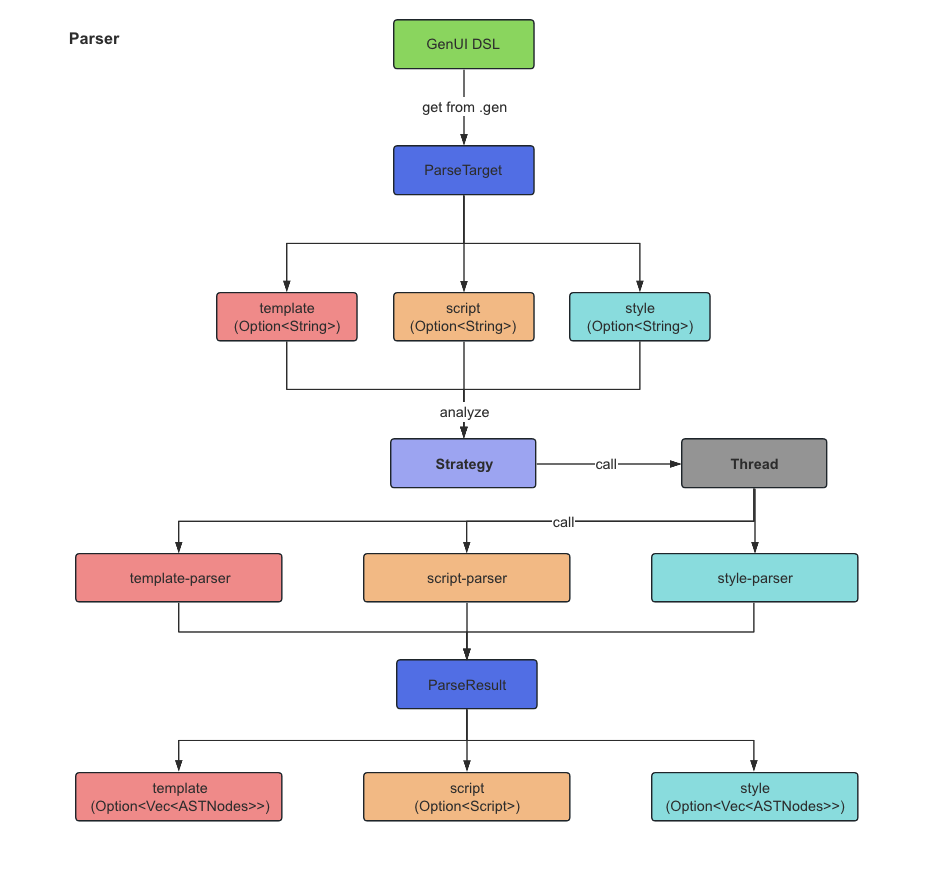 Parser
GenUI DSL
get from .gen
ParseTarget
template
(Option<String>)
script
(Option<String>)
style
(Option<String>)
analyze
Strategy
call
Thread
call
template-parser
script-parser
style-parser
ParseResult
template
(Option<Vec<ASTNodes>>)
script
(Option<Script>)
style
(Option<Vec<ASTNodes>>)